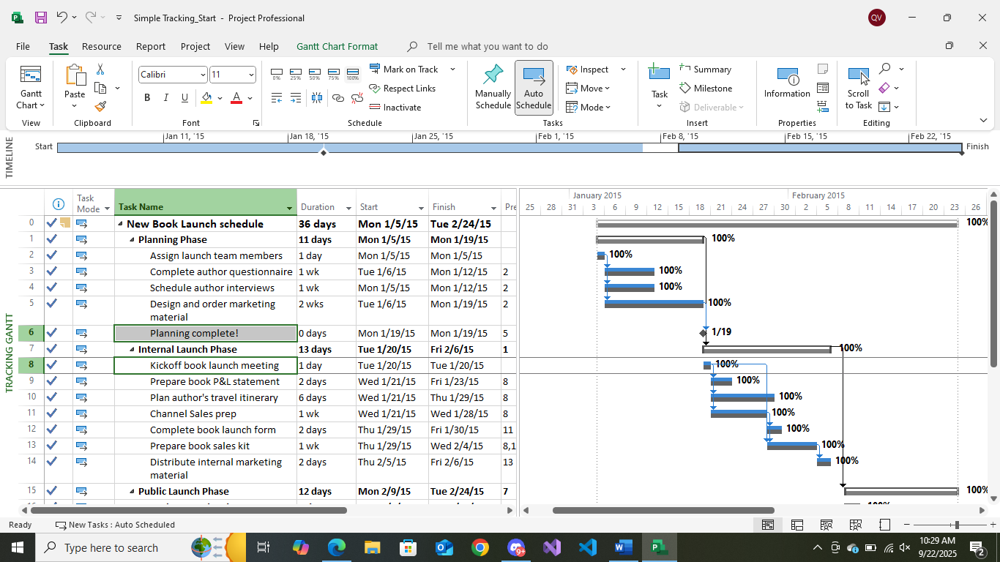 Simple Tracking_Start - Project Professional
QV
File Task Resource Report Project View Help Gantt Chart Format Tell me what you want to do
Gantt Chart
View
Paste
Clipboard
Calibri 11
B I U A
Font
0% 25% 50% 75% 100%
Mark on Track
Respect Links
Inactivate
Schedule
Manually Schedule
Auto Schedule
Inspect
Move
Mode
Tasks
Task
Summary
Milestone
Deliverable
Insert
Information
Properties
Scroll to Task
Editing
TIMELINE
Jan 11, '15 Jan 18, '15 Jan 25, '15 Feb 1, '15 Feb 8, '15 Feb 15, '15 Feb 22, '15
Start Finish
TRACKING GANTT
Task Mode Task Name Duration Start Finish Pre
January 2015 February 2015
25 28 31 3 6 9 12 15 18 21 24 27 30 2 5 8 11 14 17 20 23 26
0 New Book Launch schedule 36 days Mon 1/5/15 Tue 2/24/15 100%
1 Planning Phase 11 days Mon 1/5/15 Mon 1/19/15 100%
2 Assign launch team members 1 day Mon 1/5/15 Mon 1/5/15 100%
3 Complete author questionnaire 1 wk Tue 1/6/15 Mon 1/12/15 2 100%
4 Schedule author interviews 1 wk Mon 1/5/15 Mon 1/12/15 2 100%
5 Design and order marketing material 2 wks Tue 1/6/15 Mon 1/19/15 2 100%
6 Planning complete! 0 days Mon 1/19/15 Mon 1/19/15 5 1/19
7 Internal Launch Phase 13 days Tue 1/20/15 Fri 2/6/15 1 100%
8 Kickoff book launch meeting 1 day Tue 1/20/15 Tue 1/20/15 100%
9 Prepare book P&L statement 2 days Wed 1/21/15 Fri 1/23/15 8 100%
10 Plan author's travel itinerary 6 days Wed 1/21/15 Thu 1/29/15 8 100%
11 Channel Sales prep 1 wk Wed 1/21/15 Wed 1/28/15 8 100%
12 Complete book launch form 2 days Thu 1/29/15 Fri 1/30/15 11 100%
13 Prepare book sales kit 1 wk Thu 1/29/15 Wed 2/4/15 8,1 100%
14 Distribute internal marketing material 2 days Thu 2/5/15 Fri 2/6/15 13 100%
15 Public Launch Phase 12 days Mon 2/9/15 Tue 2/24/15 7 100%
Ready New Tasks : Auto Scheduled
Type here to search
9+
10:29 AM
9/22/2025
2